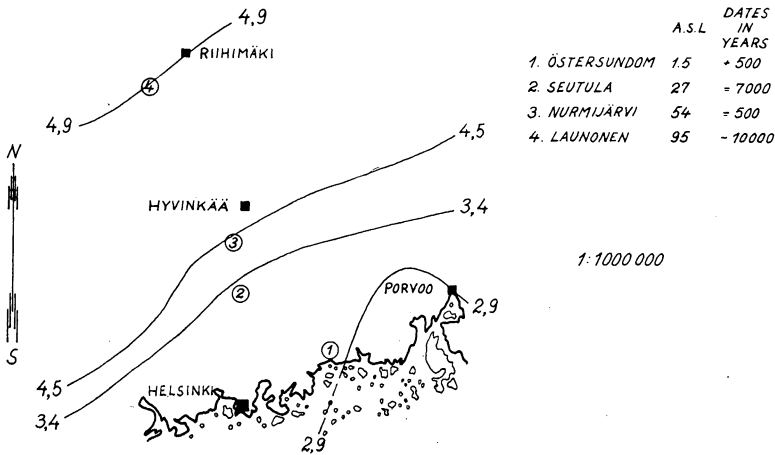 4,9
RIIHIMÄKI
4
4,9
N
S
4,5
HYVINKÄÄ
3
3,4
2
PORVOO
2,9
1
4,5
HELSINKI
3,4
2,9
A.S.L DATES IN YEARS
1. ÖSTERSUNDOM 1.5 + 500
2. SEUTULA 27 = 7000
3. NURMIJÄRVI 54 = 500
4. LAUNONEN 95 - 10000
1:1000 000